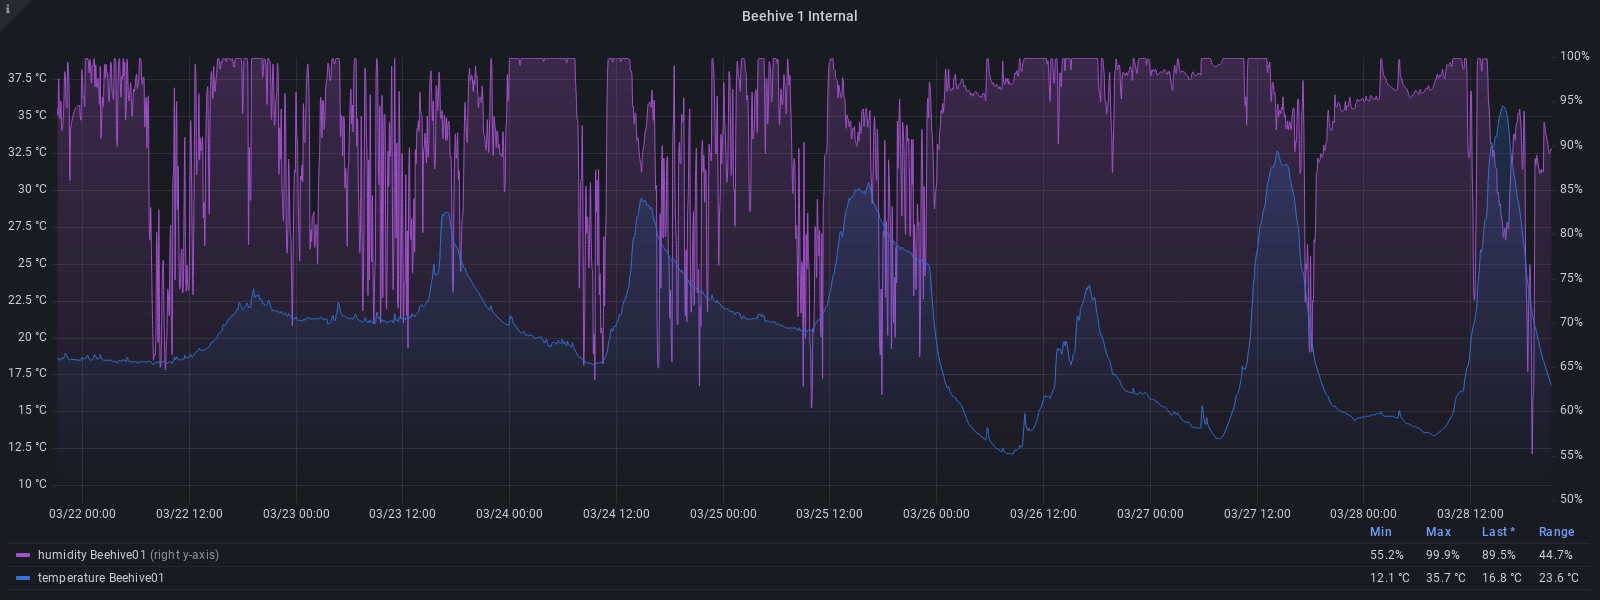 i
Beehive 1 Internal
37.5 °C
35 °C
32.5 °C
30 °C
27.5 °C
25 °C
22.5 °C
20 °C
17.5 °C
15 °C
12.5 °C
10 °C
100%
95%
90%
85%
80%
75%
70%
65%
60%
55%
50%
03/22 00:00 03/22 12:00 03/23 00:00 03/23 12:00 03/24 00:00 03/24 12:00 03/25 00:00 03/25 12:00 03/26 00:00 03/26 12:00 03/27 00:00 03/27 12:00 03/28 00:00 03/28 12:00
Min Max Last * Range
humidity Beehive01 (right y-axis) 55.2% 99.9% 89.5% 44.7%
temperature Beehive01 12.1 °C 35.7 °C 16.8 °C 23.6 °C